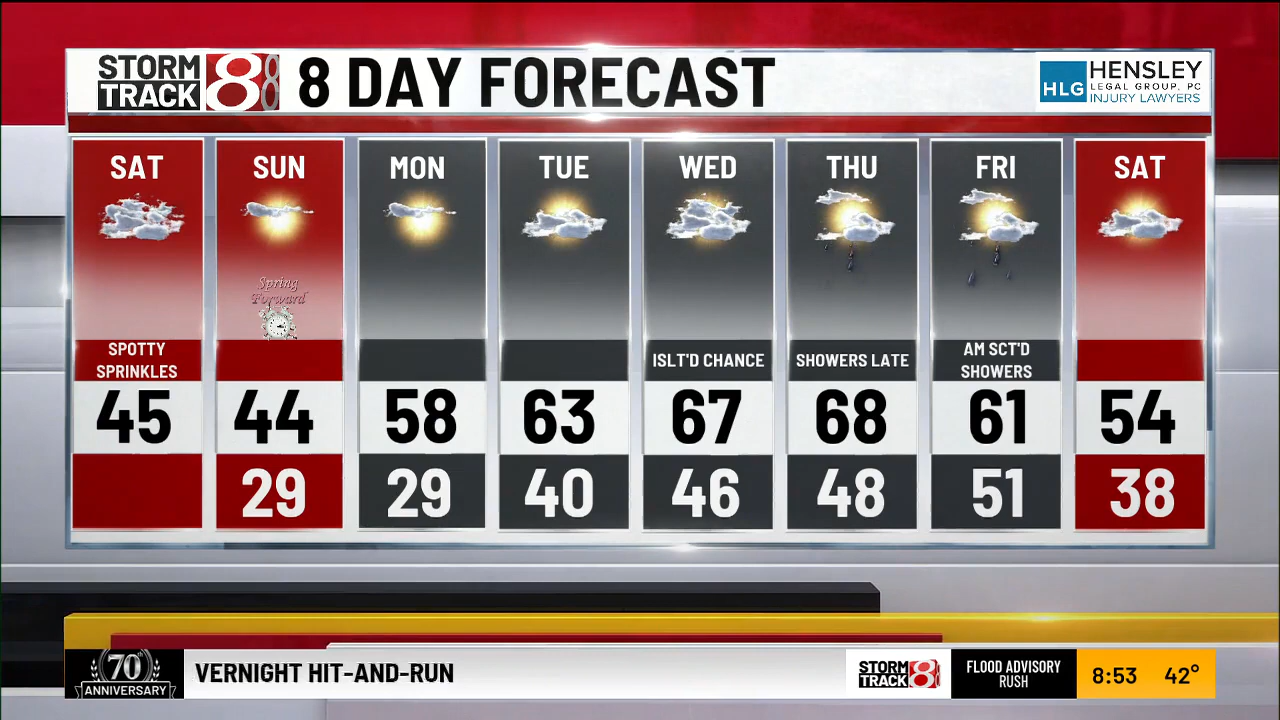 STORM
TRACK 8
8 DAY FORECAST
HENSLEY
HLG
LEGAL GROUP, PC
INJURY LAWYERS
SAT
SUN
MON
TUE
WED
THU
FRI
SAT
Spring
Forward
SPOTTY
SPRINKLES
ISLT'D CHANCE
SHOWERS LATE
AM SCT'D
SHOWERS
45
44
58
63
67
68
61
54
29
29
40
46
48
51
38
70TH
ANNIVERSARY
VERNIGHT HIT-AND-RUN
STORM
TRACK 8
FLOOD ADVISORY
RUSH
8:53
42°